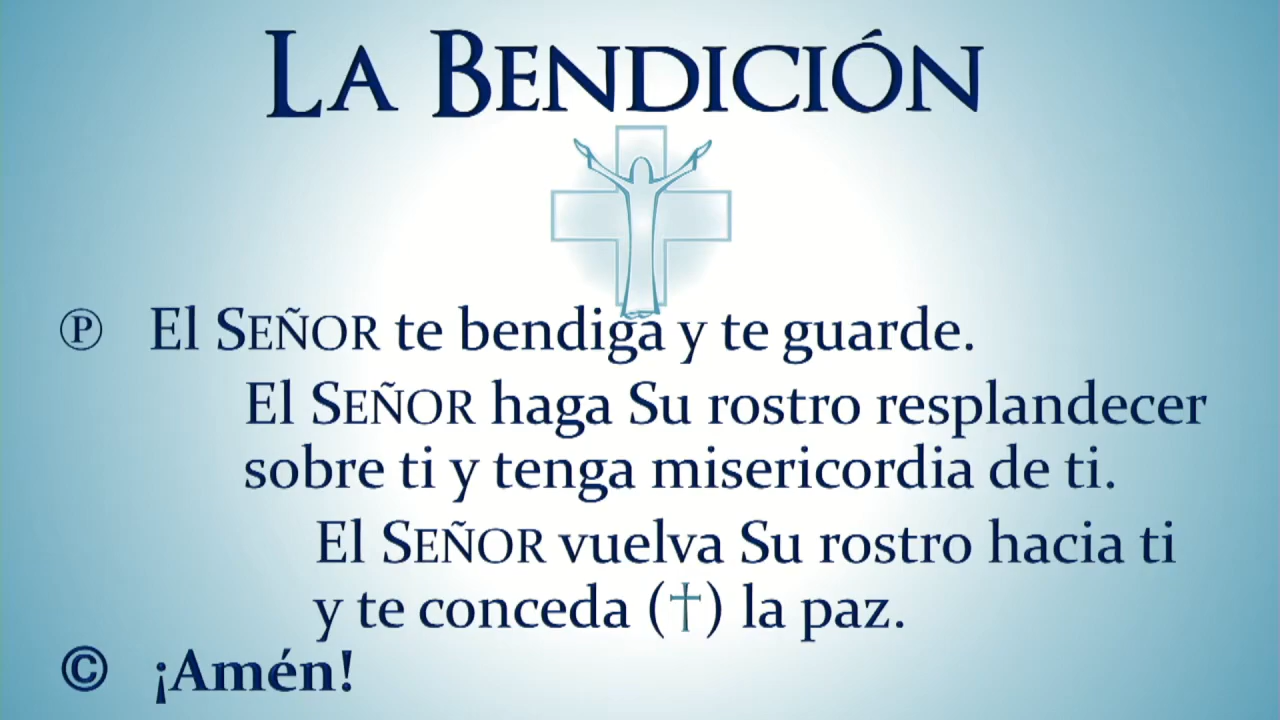 LA BENDICIÓN
Ⓟ El SEÑOR te bendiga y te guarde.
El SEÑOR haga Su rostro resplandecer
sobre ti y tenga misericordia de ti.
El SEÑOR vuelva Su rostro hacia ti
y te conceda (†) la paz.
© ¡Amén!